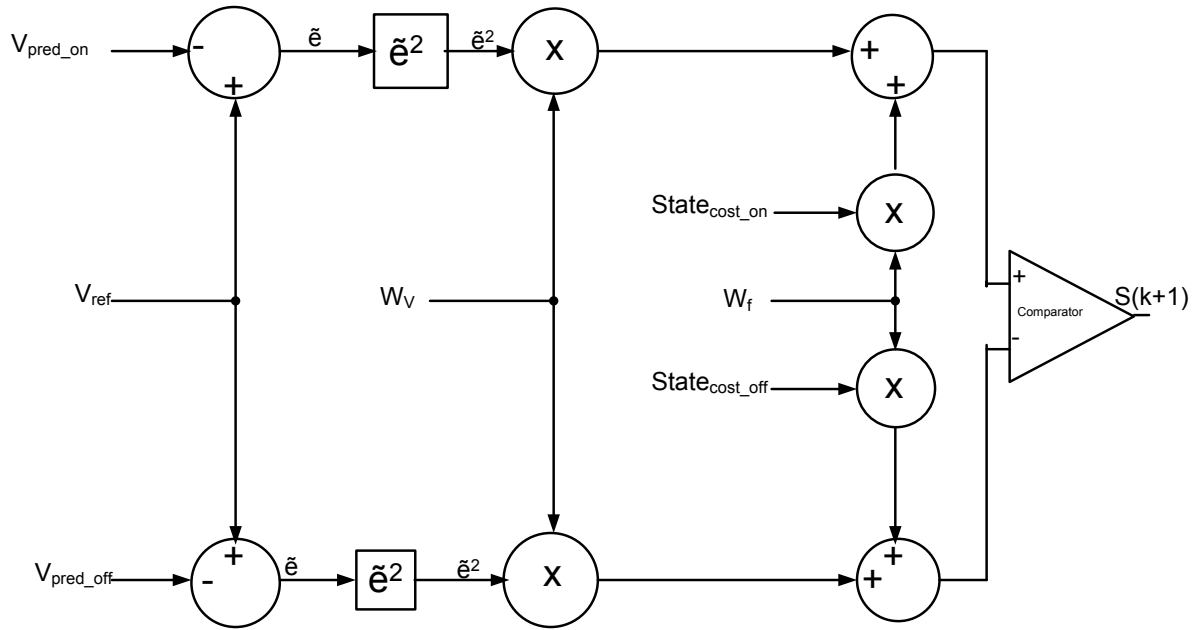 V_pred_on
-
+
ẽ
ẽ²
ẽ²
x
+
+
State_cost_on
x
V_ref
W_V
W_f
+
Comparator
-
S(k+1)
State_cost_off
x
V_pred_off
-
+
ẽ
ẽ²
ẽ²
x
+
+